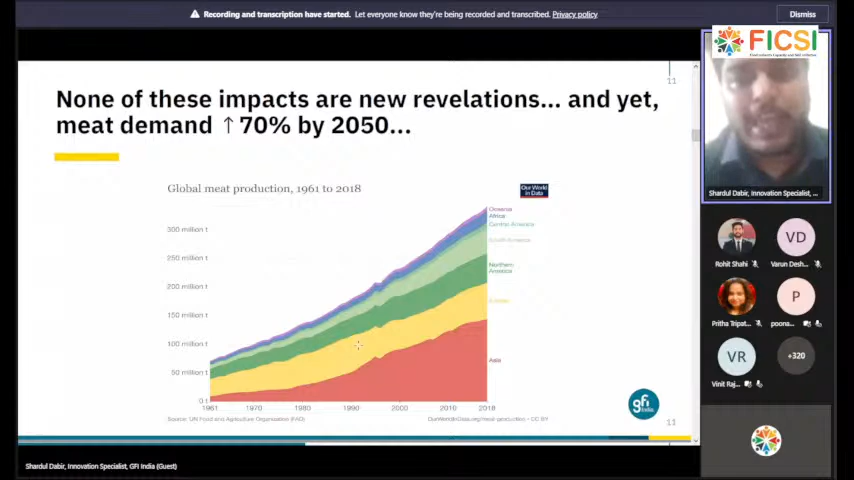 Recording and transcription have started. Let everyone know they're being recorded and transcribed. Privacy policy
Dismiss
FICSI
11
None of these impacts are new revelations... and yet,
meat demand ↑70% by 2050...
Global meat production, 1961 to 2018
Our World
in Data
300 million t
250 million t
200 million t
150 million t
100 million t
50 million t
0 t
1961
1970
1980
1990
2000
2010
2018
Oceania
Africa
Central America
South America
Northern
America
Asia
Source: UN Food and Agriculture Organization (FAO)
OurWorldInData.org/meat-production • CC BY
gfi
India
11
Shardul Dabir, Innovation Specialist, ...
Rohit Shahi
VD
Varun Desh...
Pritha Tripat...
P
poona...
VR
Vinit Raj...
+320
Shardul Dabir, Innovation Specialist, GFI India (Guest)